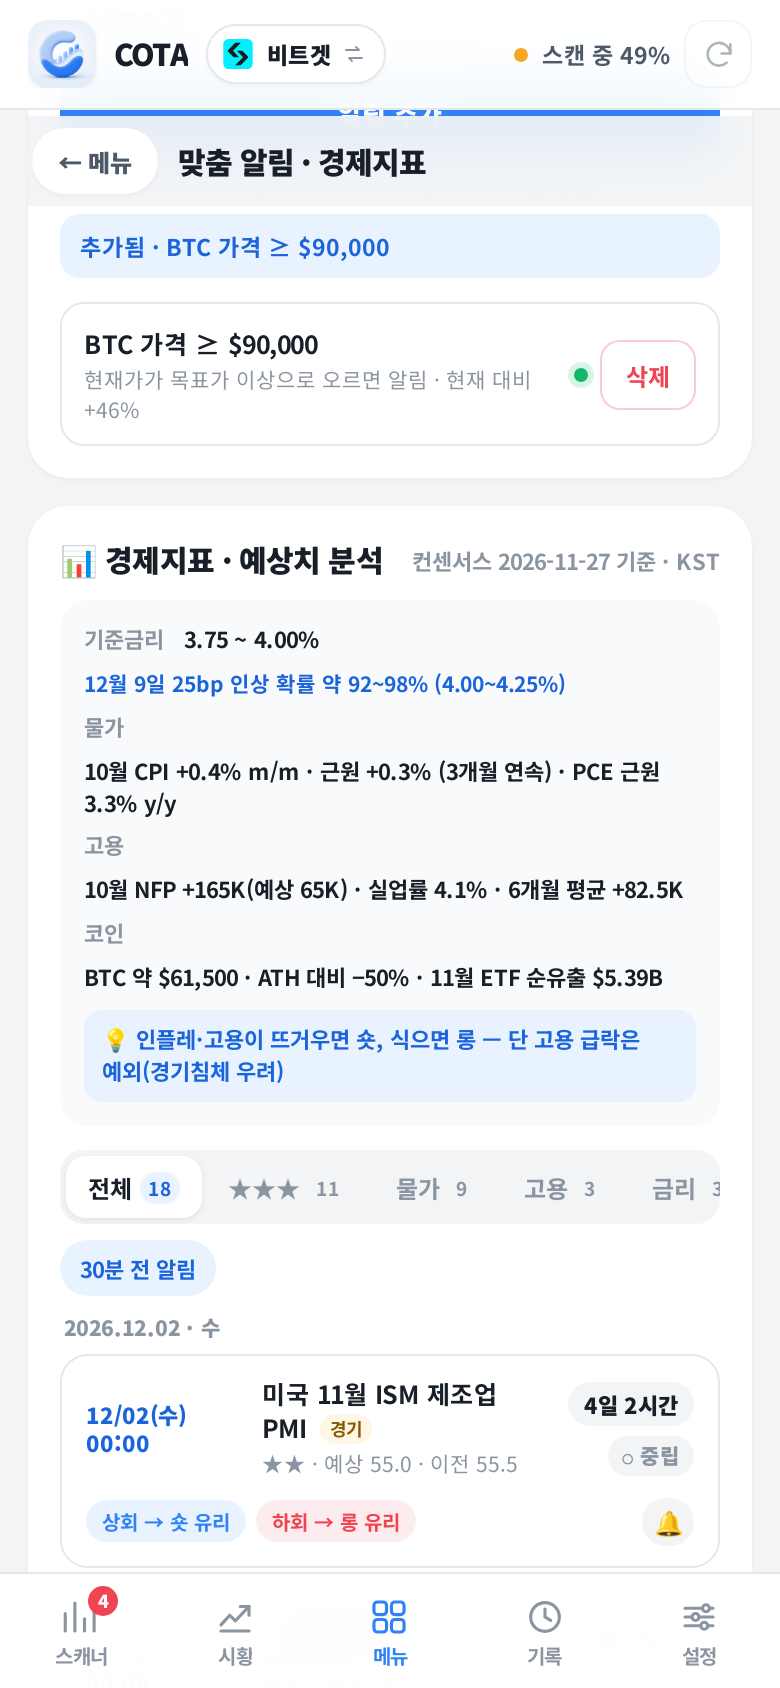 COTA
비트겟
스캔 중 49%
← 메뉴
맞춤 알림 · 경제지표
추가됨 · BTC 가격 ≥ $90,000
BTC 가격 ≥ $90,000
현재가가 목표가 이상으로 오르면 알림 · 현재 대비
+46%
삭제
📊 경제지표 · 예상치 분석
컨센서스 2026-11-27 기준 · KST
기준금리 3.75 ~ 4.00%
12월 9일 25bp 인상 확률 약 92~98% (4.00~4.25%)
물가
10월 CPI +0.4% m/m · 근원 +0.3% (3개월 연속) · PCE 근원
3.3% y/y
고용
10월 NFP +165K(예상 65K) · 실업률 4.1% · 6개월 평균 +82.5K
코인
BTC 약 $61,500 · ATH 대비 −50% · 11월 ETF 순유출 $5.39B
💡 인플레·고용이 뜨거우면 숏, 식으면 롱 — 단 고용 급락은
예외(경기침체 우려)
전체 18 ★★★ 11 물가 9 고용 3 금리 3
30분 전 알림
2026.12.02 · 수
12/02(수)
00:00
미국 11월 ISM 제조업
PMI 경기
★★ · 예상 55.0 · 이전 55.5
4일 2시간
○ 중립
상회 → 숏 유리
하회 → 롱 유리
🔔
4
스캐너
시황
메뉴
기록
설정